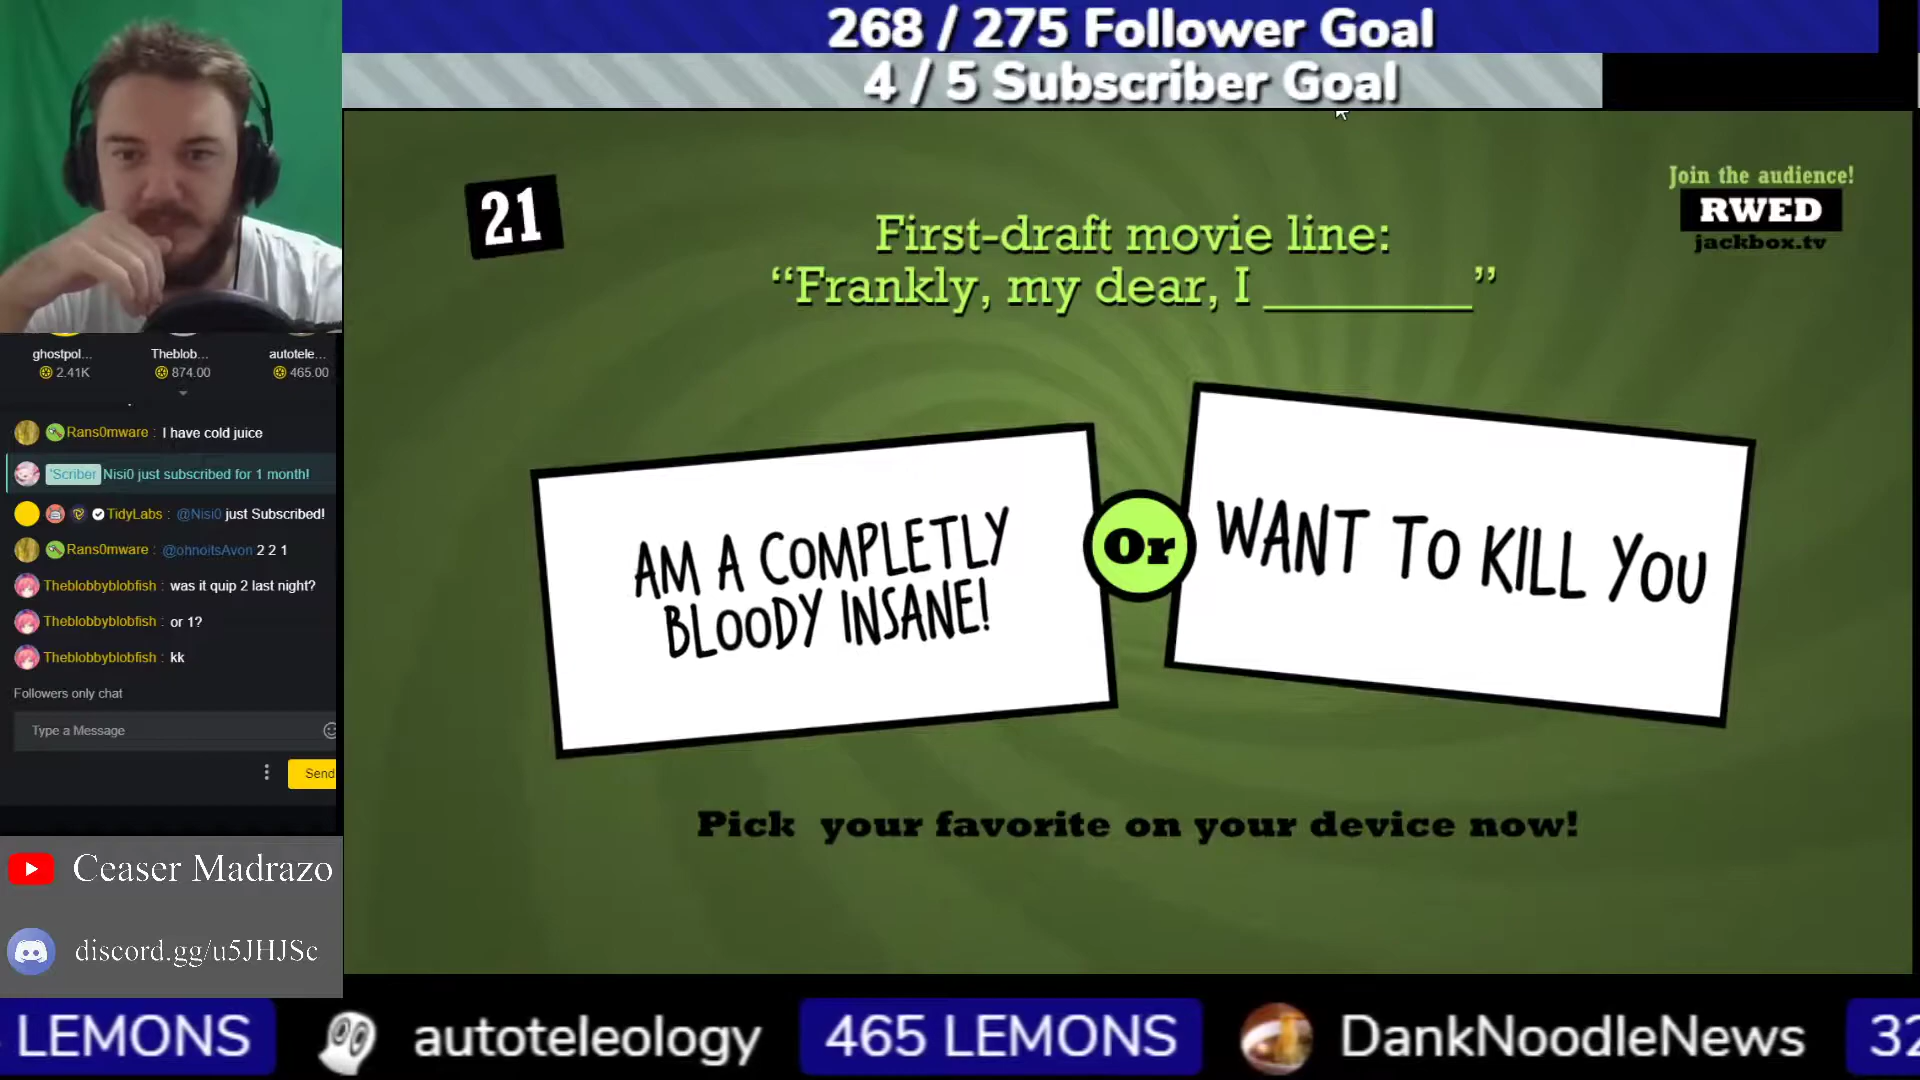 268 / 275 Follower Goal
4 / 5 Subscriber Goal
21
First-draft movie line:
“Frankly, my dear, I ________”
Join the audience!
RWED
jackbox.tv
AM A COMPLETLY
BLOODY INSANE!
Or
WANT TO KILL YOU
Pick your favorite on your device now!
ghostpol... Theblob... autotele...
2.41K 874.00 465.00
Rans0mware : I have cold juice
'Scriber Nisi0 just subscribed for 1 month!
TidyLabs : @Nisi0 just Subscribed!
Rans0mware : @ohnoitsAvon 2 2 1
Theblobbyblobfish : was it quip 2 last night?
Theblobbyblobfish : or 1?
Theblobbyblobfish : kk
Followers only chat
Type a Message
Send
Ceaser Madrazo
discord.gg/u5JHJSc
LEMONS autoteleology 465 LEMONS DankNoodleNews 32